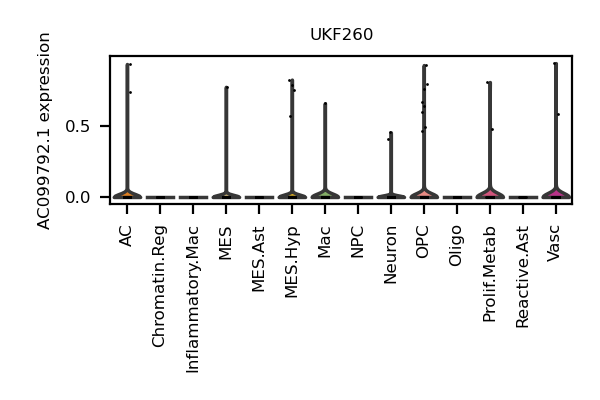 UKF260
AC099792.1 expression
0.5
0.0
AC
Chromatin.Reg
Inflammatory.Mac
MES
MES.Ast
MES.Hyp
Mac
NPC
Neuron
OPC
Oligo
Prolif.Metab
Reactive.Ast
Vasc